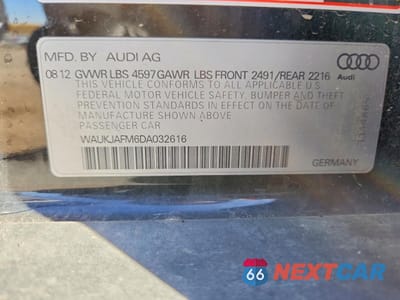 MFD. BY AUDI AG
08 12 GVWR LBS 4597 GAWR LBS FRONT 2491/REAR 2216
Audi
THIS VEHICLE CONFORMS TO ALL APPLICABLE U.S.
FEDERAL MOTOR VEHICLE SAFETY, BUMPER,
AND THEFT PREVENTION STANDARDS IN EFFECT ON THE DATE OF
MANUFACTURE SHOWN ABOVE.
PASSENGER CAR
WAUKJAFM6DA032616
GERMANY
66 NEXTCAR